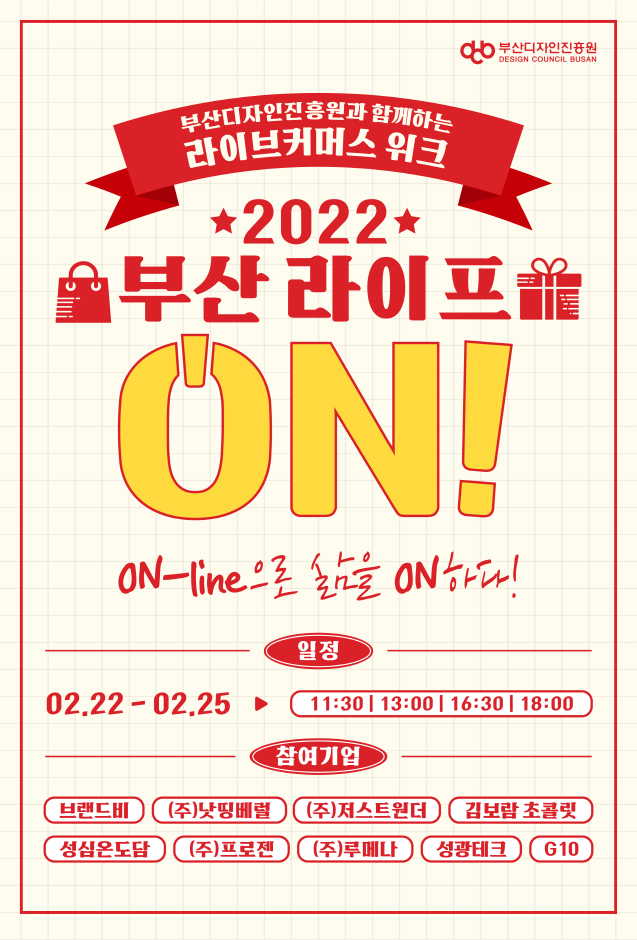 부산디자인진흥원
DESIGN COUNCIL BUSAN
부산디자인진흥원과 함께하는
라이브커머스 위크
★2022★
부산 라이프
ON!
ON-line으로 삶을 ON하다!
일정
02.22 - 02.25 ▶ 11:30 | 13:00 | 16:30 | 18:00
참여기업
브랜드비 (주)낫띵베럴 (주)저스트원더 김보람 초콜릿
성심온도담 (주)프로젠 (주)루메나 성광테크 G10